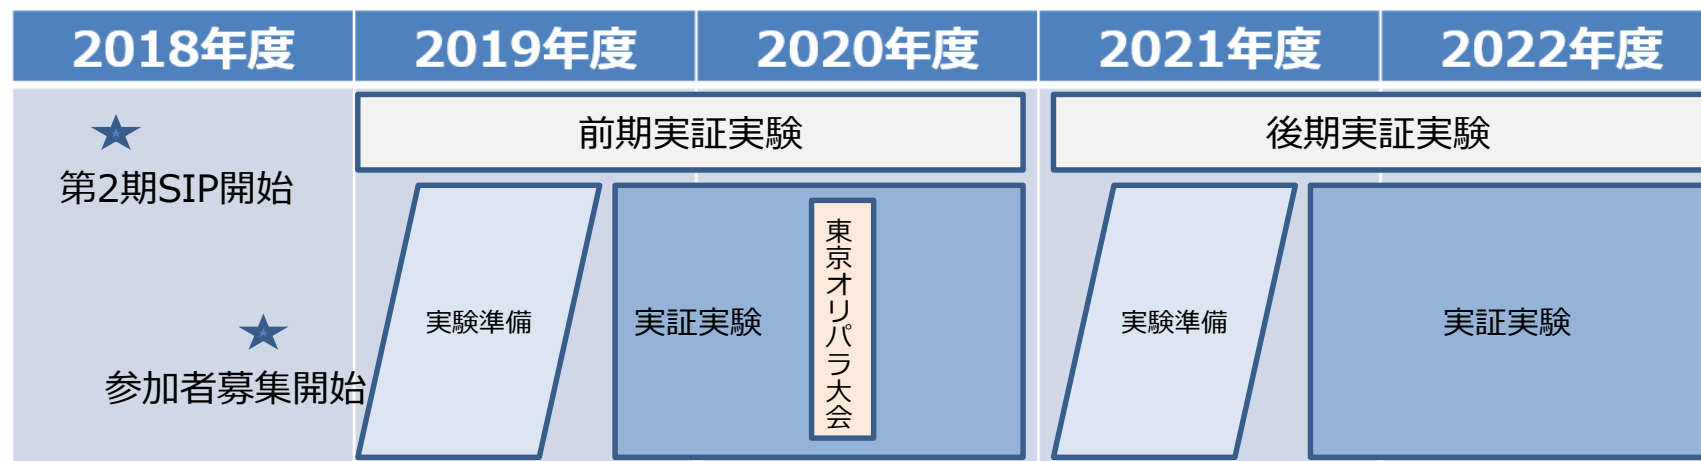 2018年度
2019年度
2020年度
2021年度
2022年度
前期実証実験
後期実証実験
第2期SIP開始
参加者募集開始
実験準備
実証実験
東京オリパラ大会
実験準備
実証実験